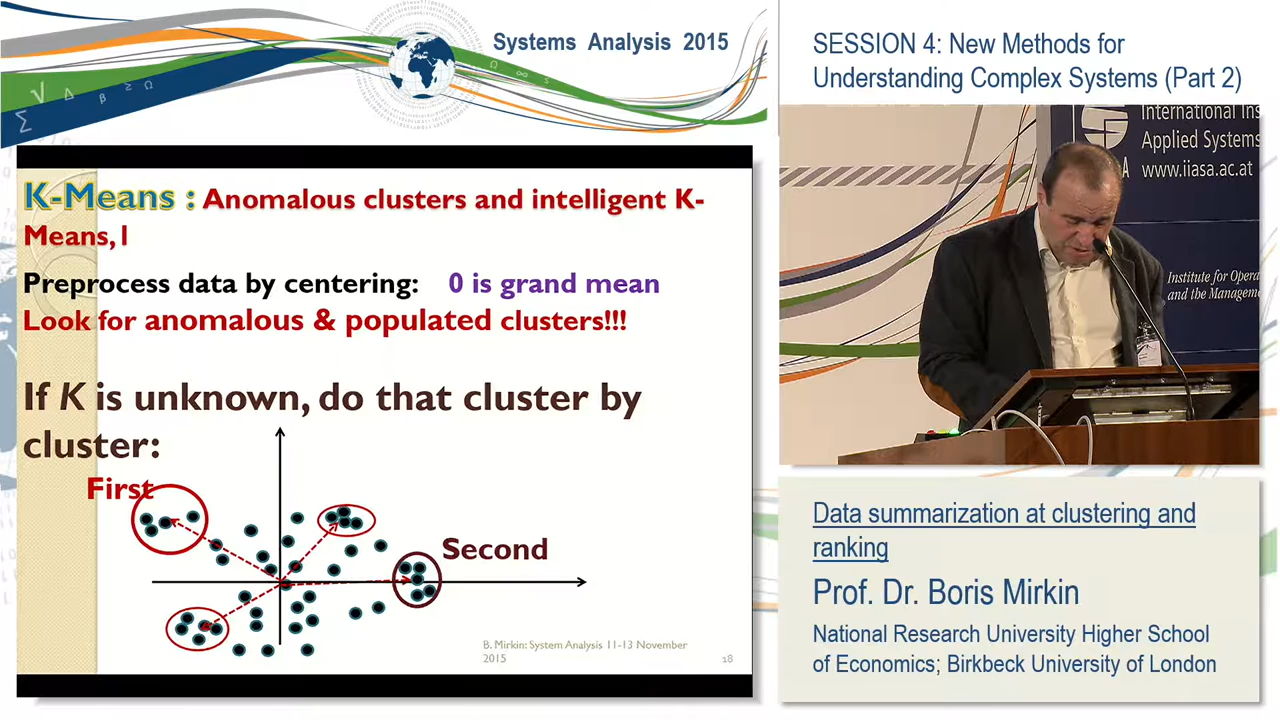 Systems Analysis 2015
K-Means : Anomalous clusters and intelligent K-
Means,1
Preprocess data by centering: 0 is grand mean
Look for anomalous & populated clusters!!!
If K is unknown, do that cluster by
cluster:
First
Second
B. Mirkin: System Analysis 11-13 November
2015
18
SESSION 4: New Methods for
Understanding Complex Systems (Part 2)
International Ins
Applied Systems
www.iiasa.ac.at
Institute for Opera
and the Managem
Data summarization at clustering and
ranking
Prof. Dr. Boris Mirkin
National Research University Higher School
of Economics; Birkbeck University of London